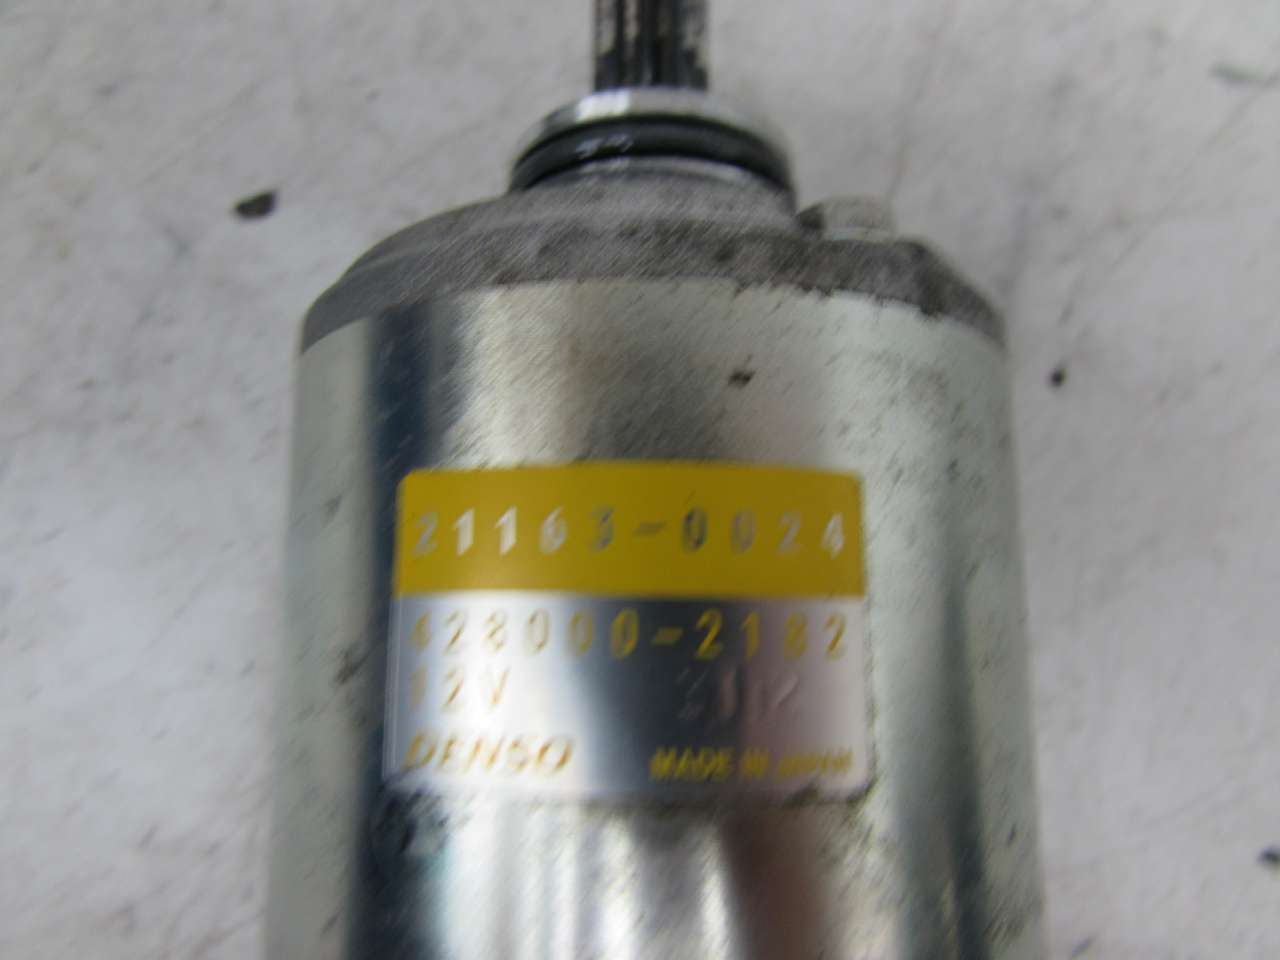 21163-0024
428000-2182
12V
DENSO MADE IN JAPAN